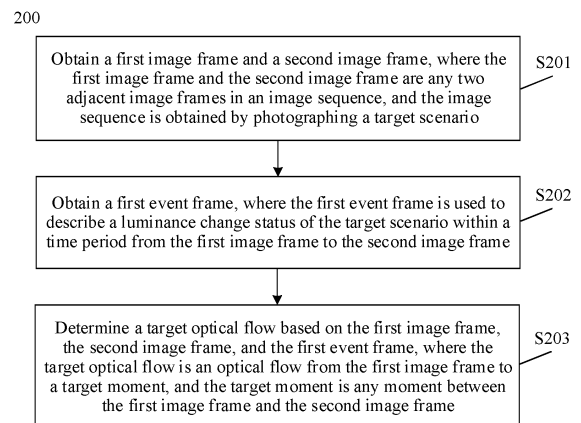 200
Obtain a first image frame and a second image frame, where the
first image frame and the second image frame are any two
adjacent image frames in an image sequence, and the image
sequence is obtained by photographing a target scenario
S201
Obtain a first event frame, where the first event frame is used to
describe a luminance change status of the target scenario within a
time period from the first image frame to the second image frame
S202
Determine a target optical flow based on the first image frame,
the second image frame, and the first event frame, where the
target optical flow is an optical flow from the first image frame to
a target moment, and the target moment is any moment between
the first image frame and the second image frame
S203